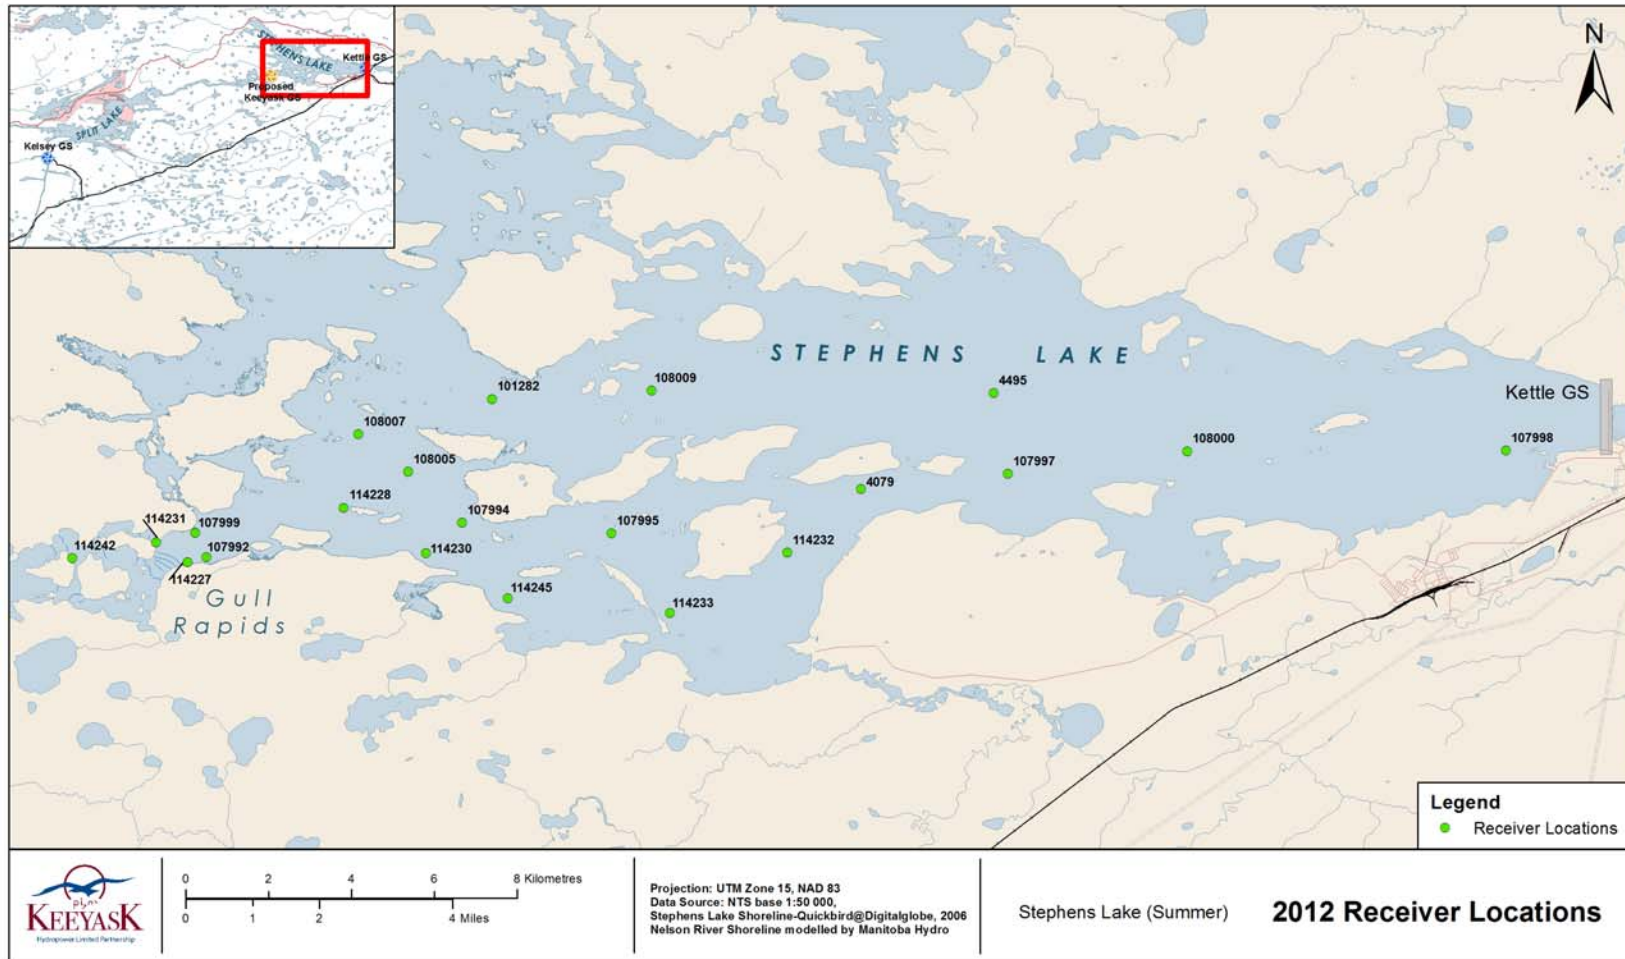 STEPHENS LAKE
Kettle GS
Proposed
Keeyask GS
SPLIT LAKE
Kelsey GS
N
STEPHENS LAKE
Kettle GS
101282
108009
4495
108007
108000
107998
108005
107997
4079
114228
107994
114231
107999
107995
114242
107992
114230
114232
114227
114245
114233
Gull
Rapids
Legend
Receiver Locations
KEEYASK
Hydropower Limited Partnership
0 2 4 6 8 Kilometres
0 1 2 4 Miles
Projection: UTM Zone 15, NAD 83
Data Source: NTS base 1:50 000,
Stephens Lake Shoreline-Quickbird@Digitalglobe, 2006
Nelson River Shoreline modelled by Manitoba Hydro
Stephens Lake (Summer)
2012 Receiver Locations